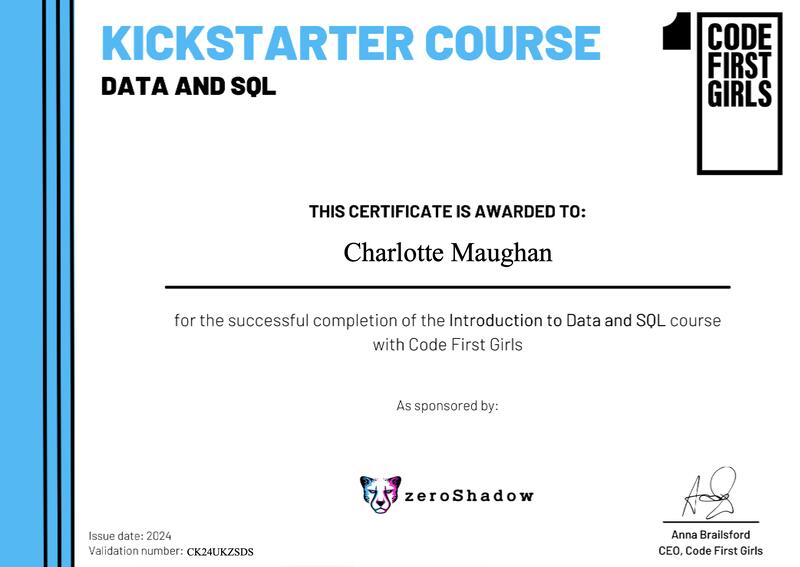 KICKSTARTER COURSE
DATA AND SQL
1 CODE
FIRST
GIRLS
THIS CERTIFICATE IS AWARDED TO:
Charlotte Maughan
for the successful completion of the Introduction to Data and SQL course
with Code First Girls
As sponsored by:
zeroShadow
Issue date: 2024
Validation number: CK24UKZSDS
Anna Brailsford
CEO, Code First Girls